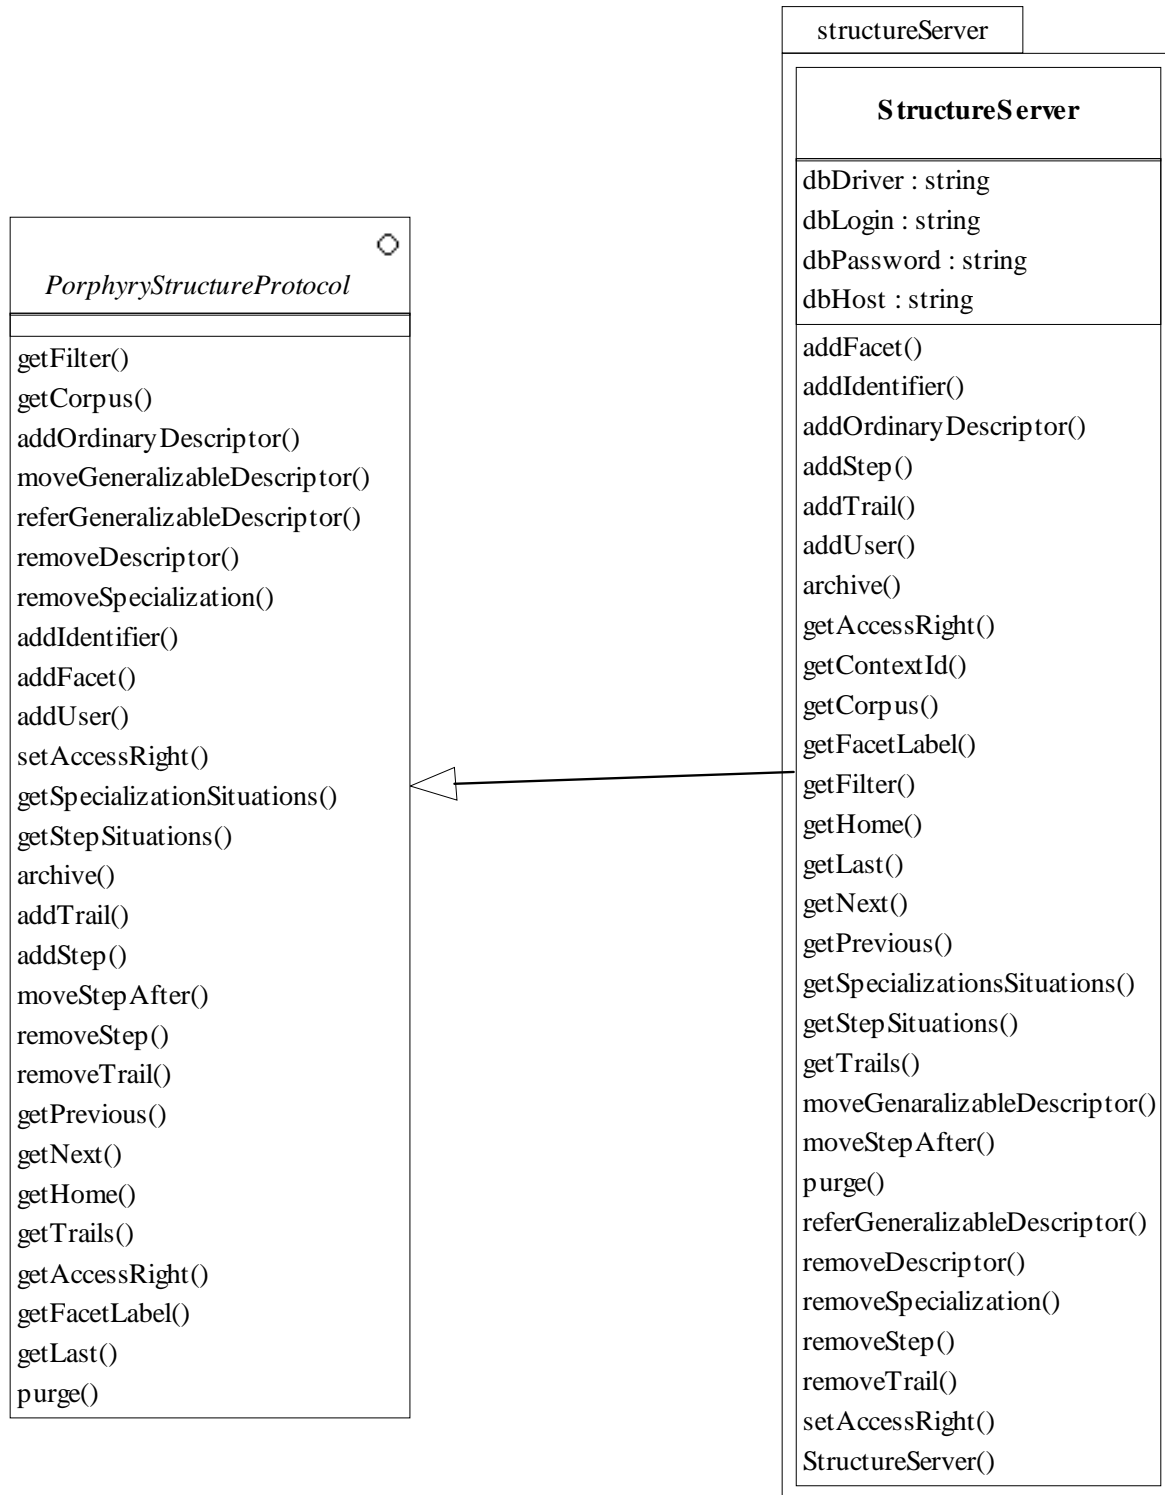 PorphyryStructureProtocol
getFilter()
getCorpus()
addOrdinaryDescriptor()
moveGeneralizableDescriptor()
referGeneralizableDescriptor()
removeDescriptor()
removeSpecialization()
addIdentifier()
addFacet()
addUser()
setAccessRight()
getSpecializationSituations()
getStepSituations()
archive()
addTrail()
addStep()
moveStepAfter()
removeStep()
removeTrail()
getPrevious()
getNext()
getHome()
getTrails()
getAccessRight()
getFacetLabel()
getLast()
purge()
structureServer
StructureServer
dbDriver : string
dbLogin : string
dbPassword : string
dbHost : string
addFacet()
addIdentifier()
addOrdinaryDescriptor()
addStep()
addTrail()
addUser()
archive()
getAccessRight()
getContextId()
getCorpus()
getFacetLabel()
getFilter()
getHome()
getLast()
getNext()
getPrevious()
getSpecializationsSituations()
getStepSituations()
getTrails()
moveGenaralizableDescriptor()
moveStepAfter()
purge()
referGeneralizableDescriptor()
removeDescriptor()
removeSpecialization()
removeStep()
removeTrail()
setAccessRight()
StructureServer()